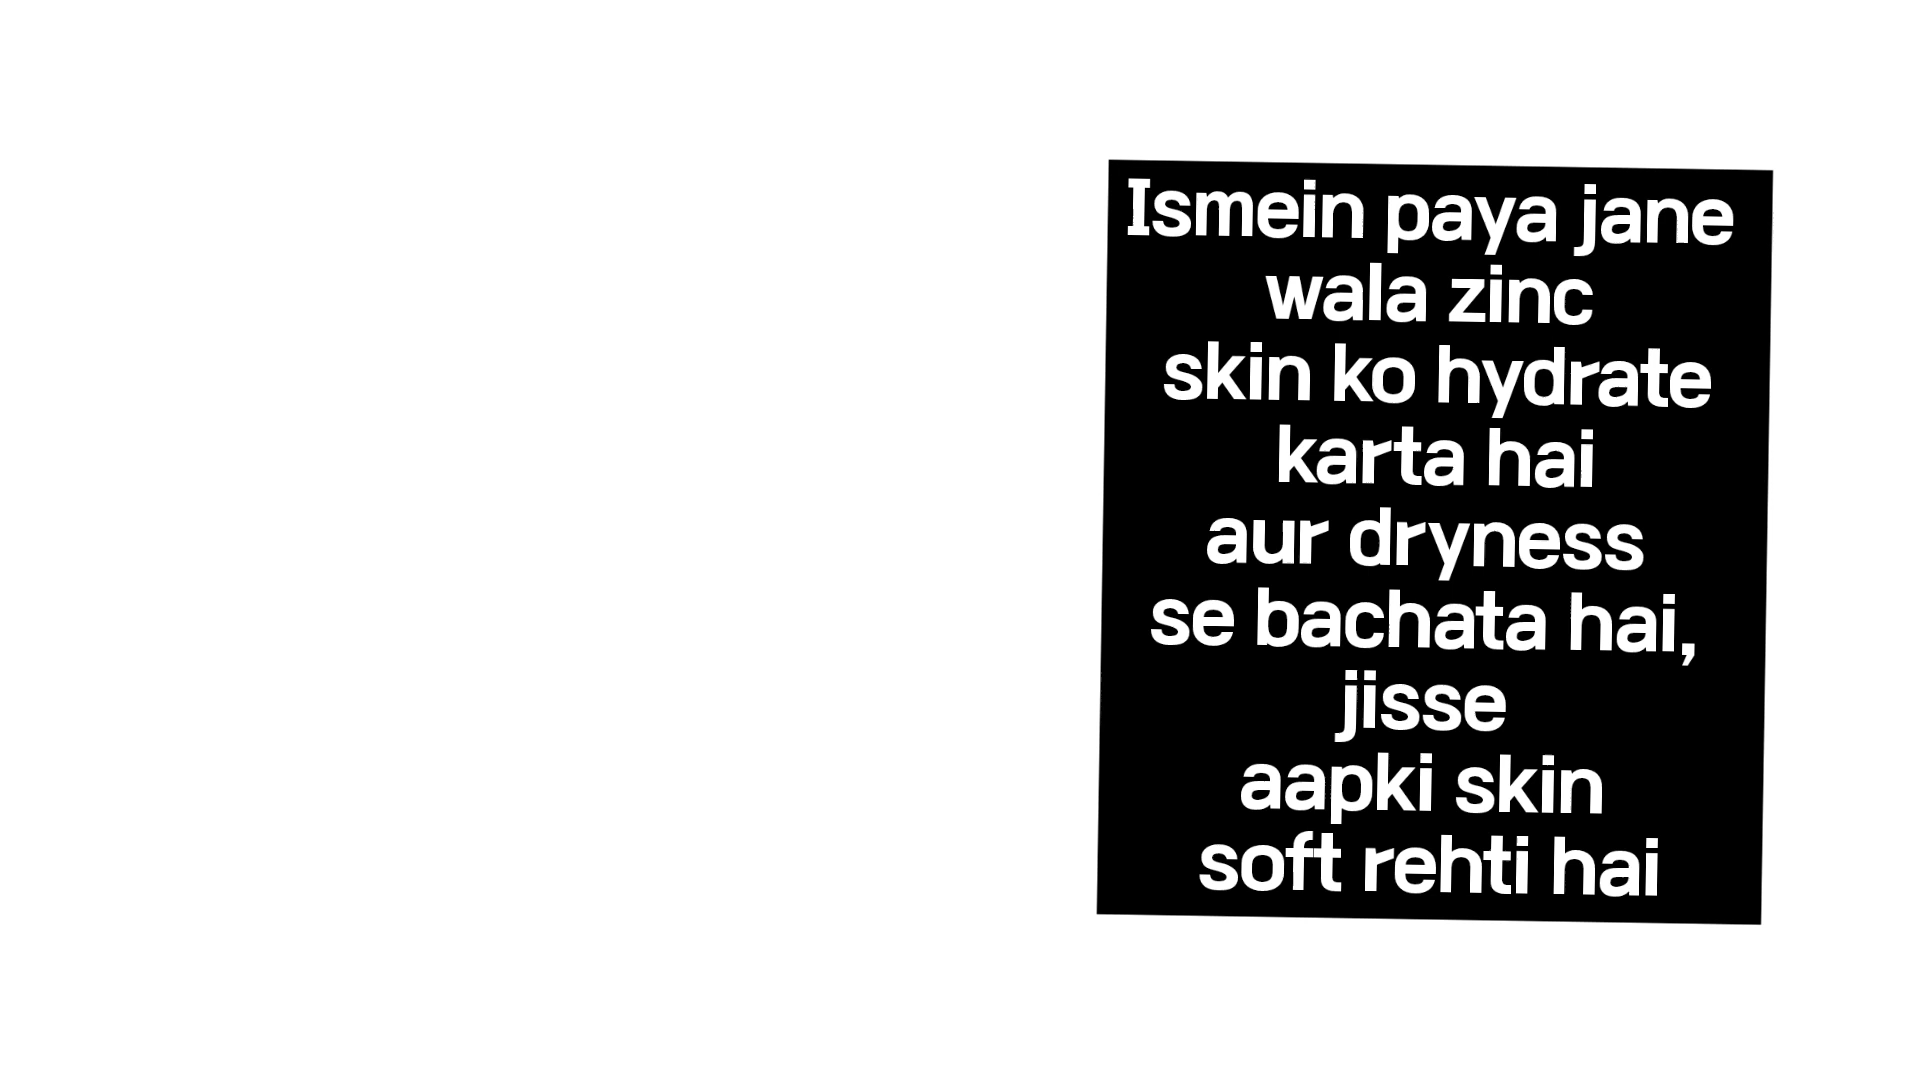 Ismein paya jane
wala zinc
skin ko hydrate
karta hai
aur dryness
se bachata hai,
jisse
aapki skin
soft rehti hai